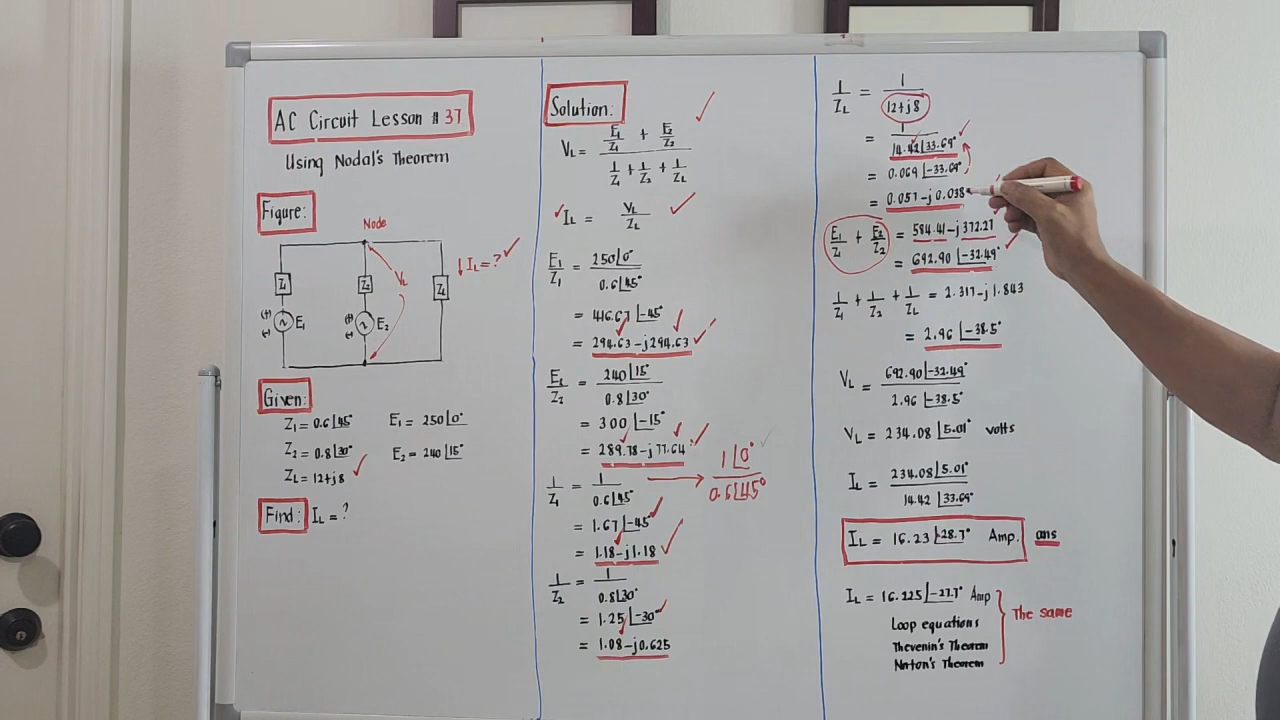 AC Circuit Lesson # 37
Using Nodal's Theorem
Figure:
Node
Z1
Z2
ZL
VL
↓ IL = ? ✓
(+)
(-)
E1
(+)
(-)
E2
Given:
Z1 = 0.6∠45° E1 = 250∠0°
Z2 = 0.8∠30° E2 = 240∠15°
ZL = 12+j8 ✓
Find: IL = ?
Solution:
VL = (E1/Z1 + E2/Z2) / (1/Z1 + 1/Z2 + 1/ZL) ✓
✓ IL = VL/ZL ✓
E1/Z1 = 250∠0° / 0.6∠45°
= 416.67∠-45°
= 294.63-j294.63 ✓
E2/Z2 = 240∠15° / 0.8∠30°
= 300∠-15°
= 289.78-j77.64 ✓
1/Z1 = 1 / 0.6∠45° → 1∠0° / 0.6∠45°
= 1.67∠-45° ✓
= 1.18-j1.18 ✓
1/Z2 = 1 / 0.8∠30°
= 1.25∠-30° ✓
= 1.08-j0.625
1/ZL = 1 / 12+j8
= 1 / 14.42∠33.69° ✓
= 0.069∠-33.69°
= 0.057-j0.038
E1/Z1 + E2/Z2 = 584.41-j372.27
= 692.90∠-32.49° ✓
1/Z1 + 1/Z2 + 1/ZL = 2.317-j1.843
= 2.96∠-38.5°
VL = 692.90∠-32.49° / 2.96∠-38.5°
VL = 234.08∠5.01° volts
IL = 234.08∠5.01° / 14.42∠33.69°
IL = 16.23∠-28.7° Amp. ans
IL = 16.225∠-27.7° Amp
Loop equations
Thevenin's Theorem
Norton's Theorem
The same